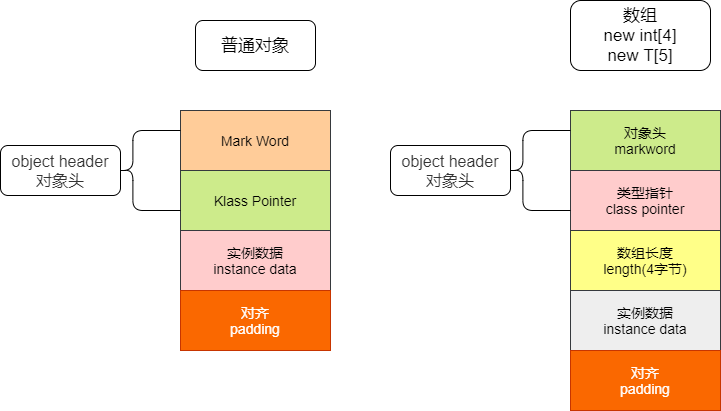 普通对象
object header
对象头
Mark Word
Klass Pointer
实例数据
instance data
对齐
padding
数组
new int[4]
new T[5]
object header
对象头
对象头
markword
类型指针
class pointer
数组长度
length(4字节)
实例数据
instance data
对齐
padding